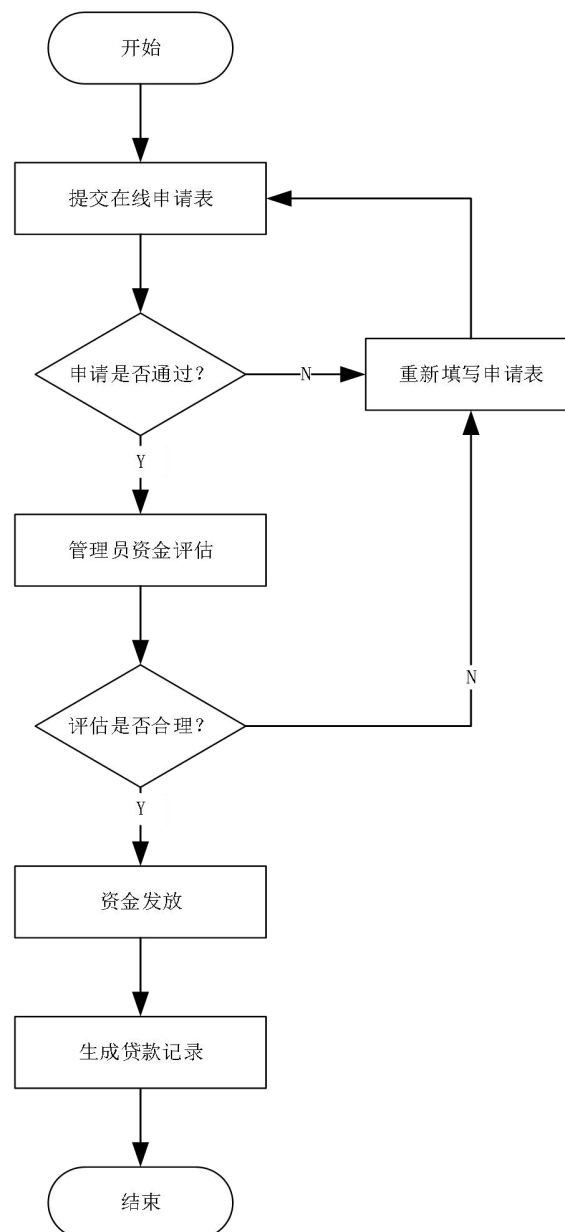 开始
提交在线申请表
申请是否通过？
N
重新填写申请表
Y
管理员资金评估
N
评估是否合理？
Y
资金发放
生成贷款记录
结束